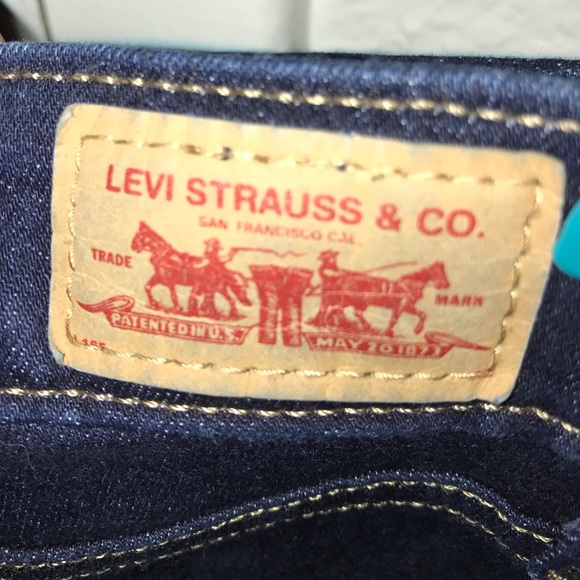 LEVI STRAUSS & CO.
SAN FRANCISCO CAL.
TRADE MARK
PATENTED IN U.S. MAY 20 1873